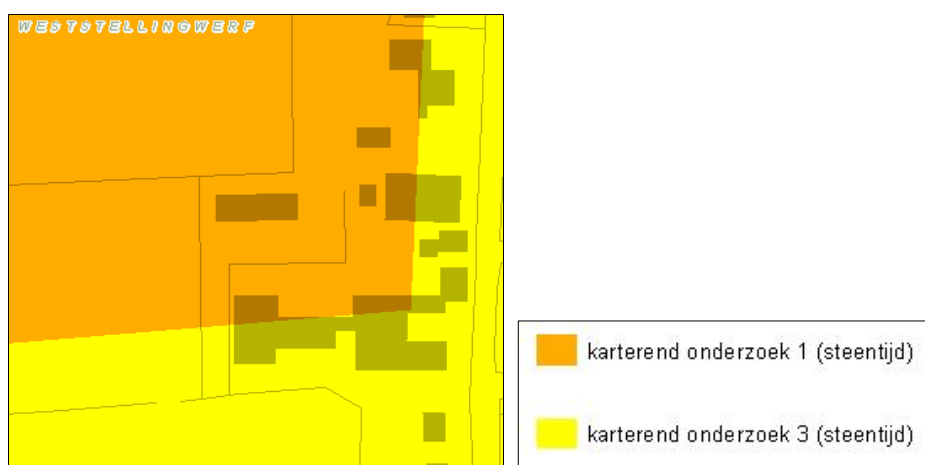 WESTSTELLINGWERF
karterend onderzoek 1 (steentijd)
karterend onderzoek 3 (steentijd)